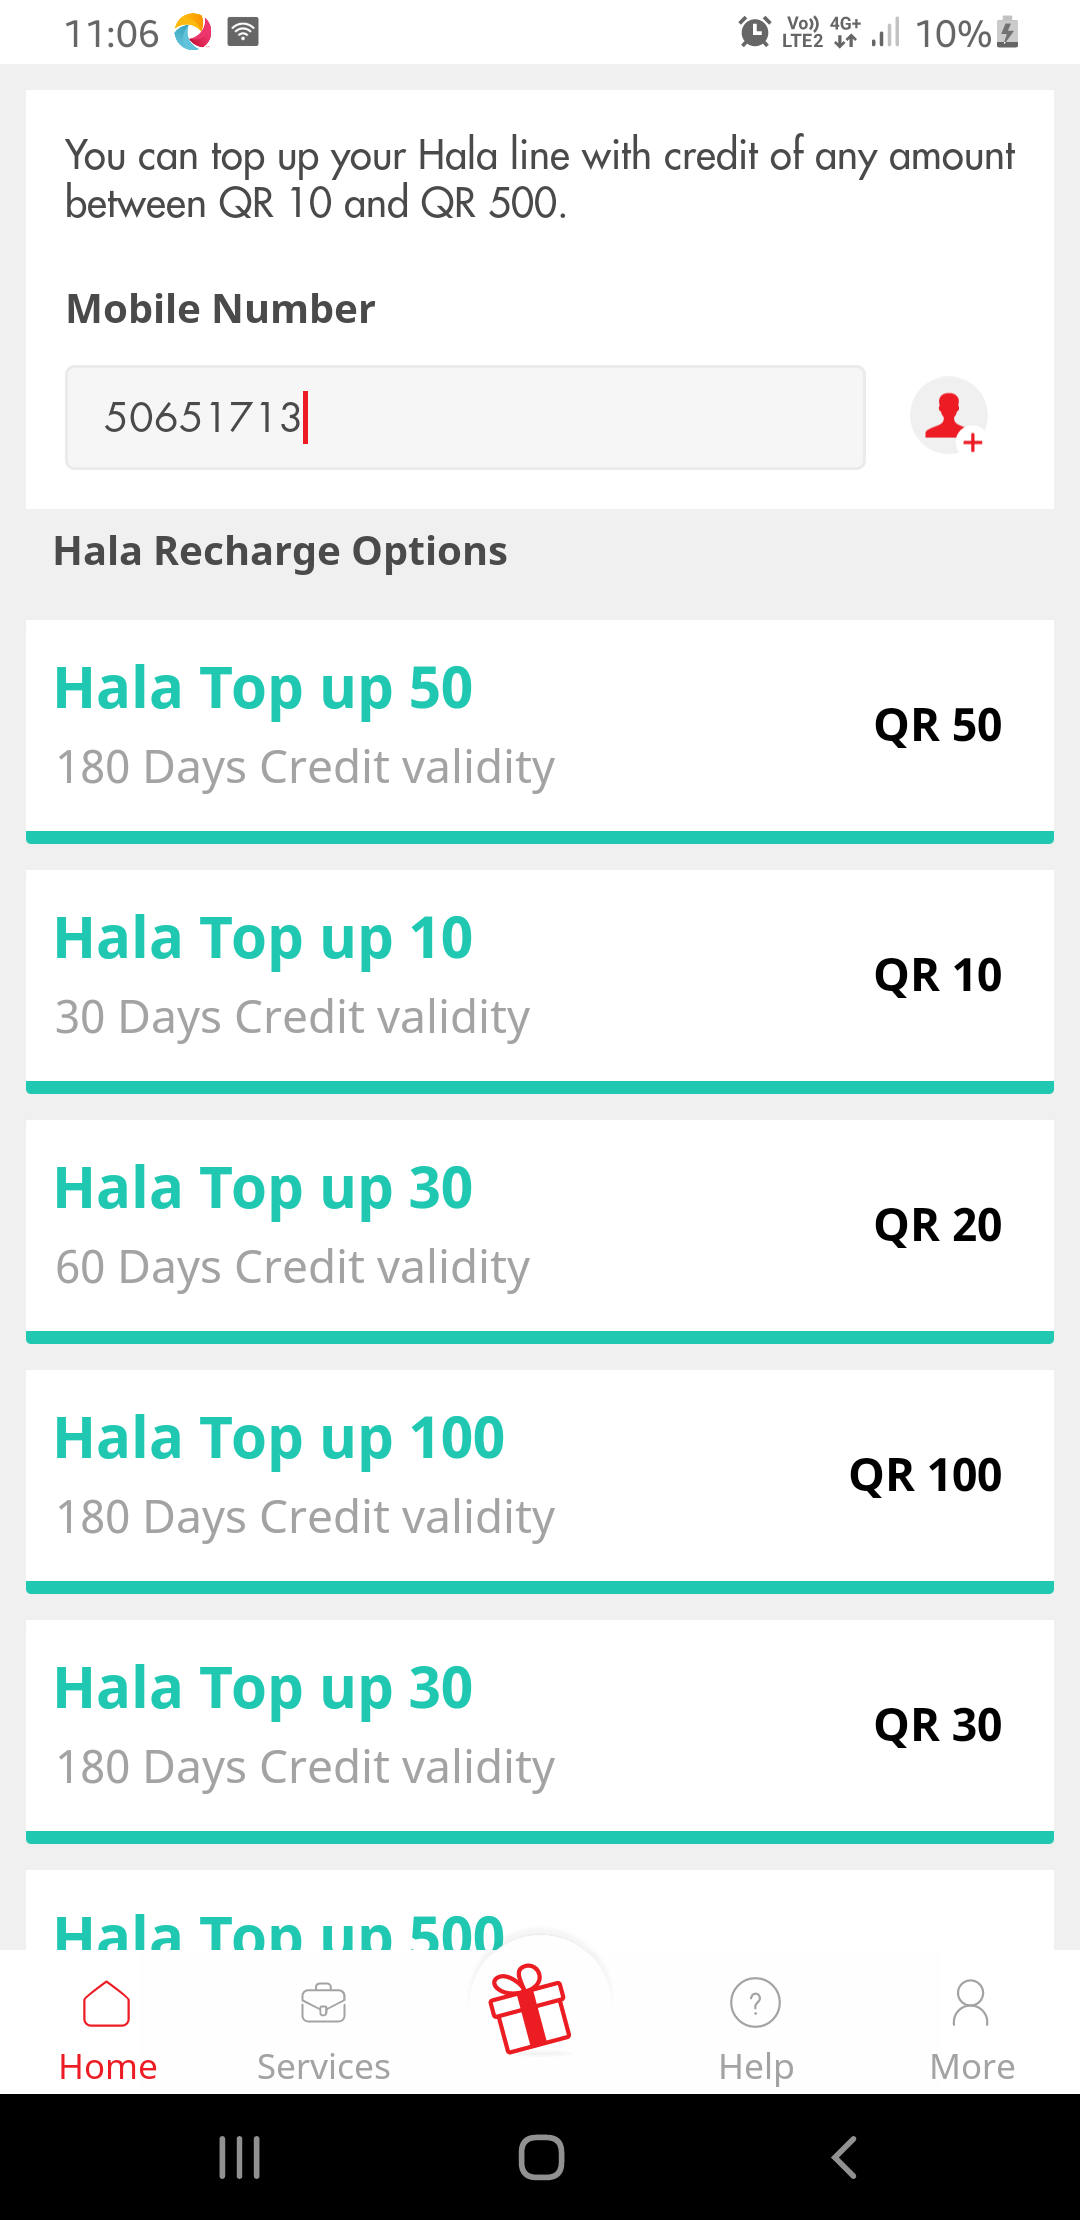 11:06
Vo)) 4G+
LTE2
10%
You can top up your Hala line with credit of any amount
between QR 10 and QR 500.
Mobile Number
50651713
Hala Recharge Options
Hala Top up 50
QR 50
180 Days Credit validity
Hala Top up 10
QR 10
30 Days Credit validity
Hala Top up 30
QR 20
60 Days Credit validity
Hala Top up 100
QR 100
180 Days Credit validity
Hala Top up 30
QR 30
180 Days Credit validity
Hala Top up 500
Home
Services
Help
More